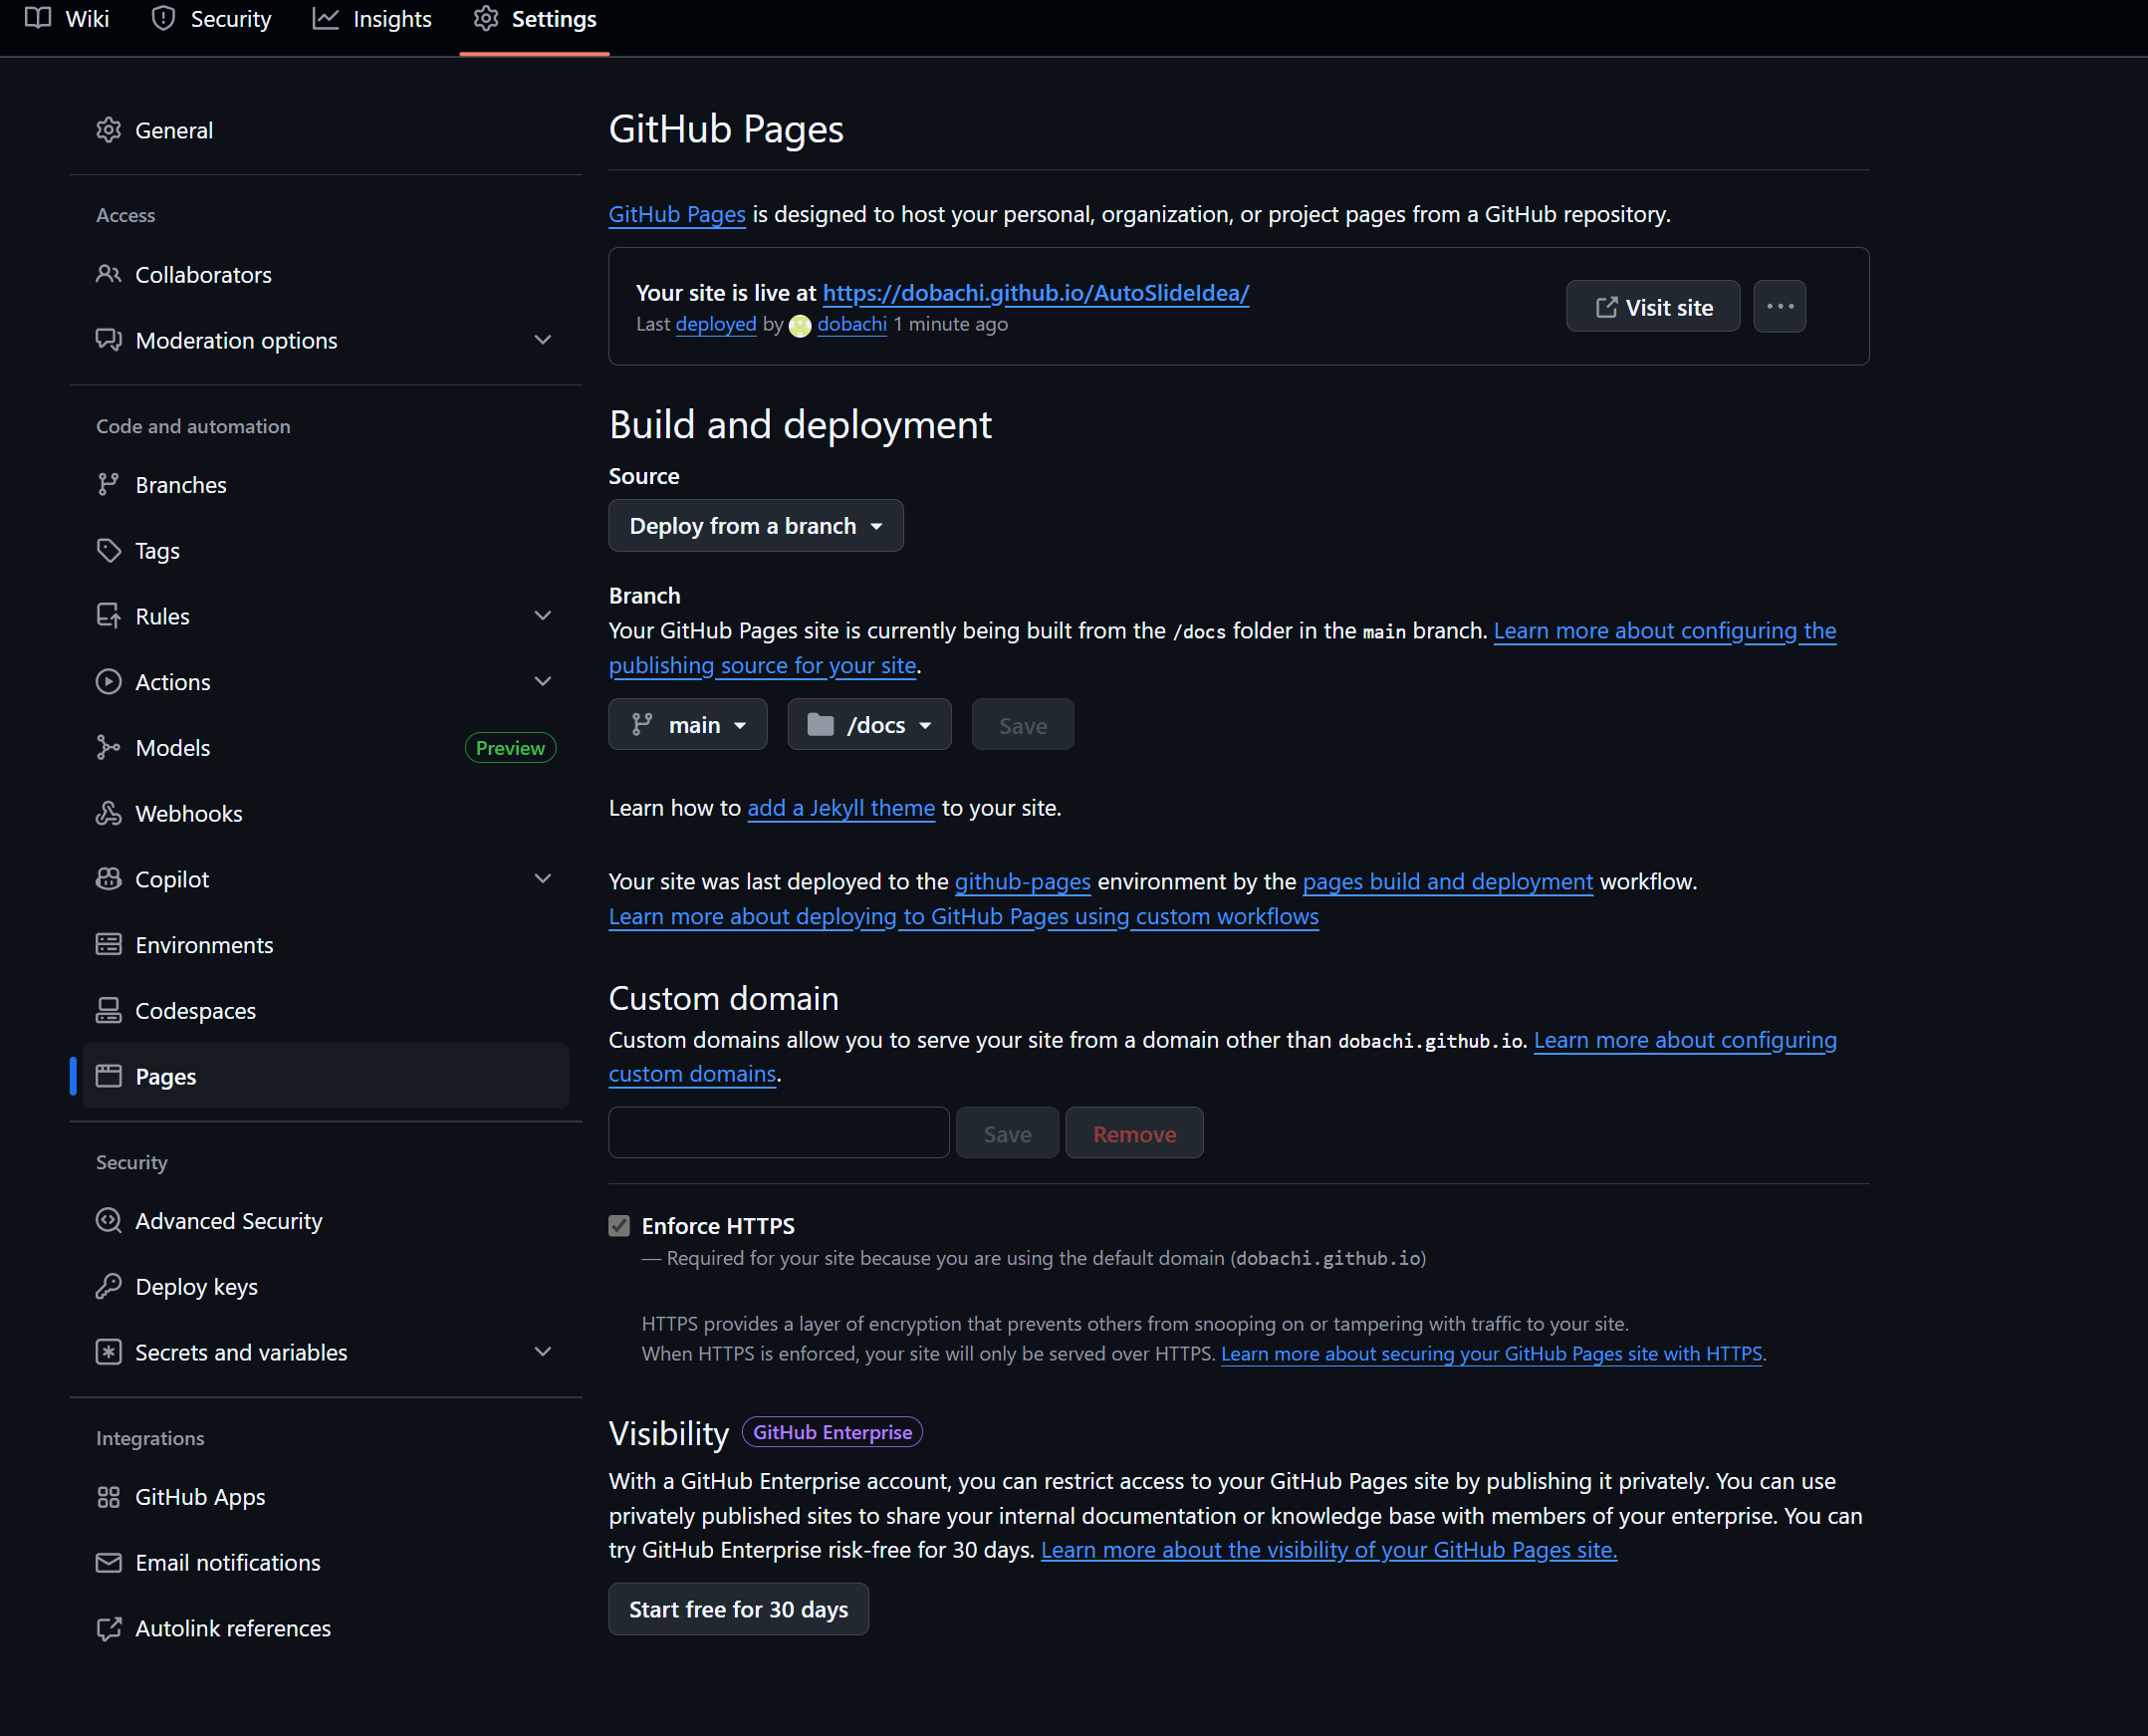 Wiki
Security
Insights
Settings
General
Access
Collaborators
Moderation options
Code and automation
Branches
Tags
Rules
Actions
Models
Preview
Webhooks
Copilot
Environments
Codespaces
Pages
Security
Advanced Security
Deploy keys
Secrets and variables
Integrations
GitHub Apps
Email notifications
Autolink references
GitHub Pages
GitHub Pages is designed to host your personal, organization, or project pages from a GitHub repository.
Your site is live at https://dobachi.github.io/AutoSlideIdea/
Last deployed by dobachi 1 minute ago
Visit site
Build and deployment
Source
Deploy from a branch
Branch
Your GitHub Pages site is currently being built from the /docs folder in the main branch. Learn more about configuring the
publishing source for your site.
main
/docs
Save
Learn how to add a Jekyll theme to your site.
Your site was last deployed to the github-pages environment by the pages build and deployment workflow.
Learn more about deploying to GitHub Pages using custom workflows
Custom domain
Custom domains allow you to serve your site from a domain other than dobachi.github.io. Learn more about configuring
custom domains.
Save
Remove
Enforce HTTPS
— Required for your site because you are using the default domain (dobachi.github.io)
HTTPS provides a layer of encryption that prevents others from snooping on or tampering with traffic to your site.
When HTTPS is enforced, your site will only be served over HTTPS. Learn more about securing your GitHub Pages site with HTTPS.
Visibility
GitHub Enterprise
With a GitHub Enterprise account, you can restrict access to your GitHub Pages site by publishing it privately. You can use
privately published sites to share your internal documentation or knowledge base with members of your enterprise. You can
try GitHub Enterprise risk-free for 30 days. Learn more about the visibility of your GitHub Pages site.
Start free for 30 days